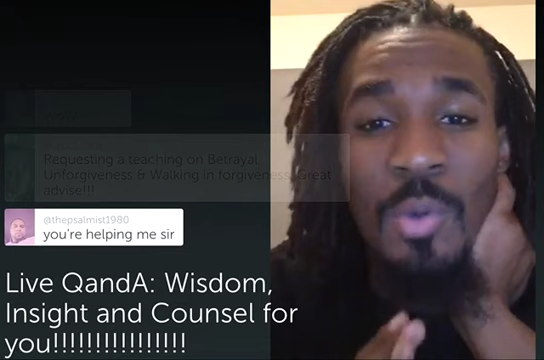 Requesting a teaching on Betrayal,
Unforgiveness & Walking in forgiveness, Great
advise!!!
@thepsalmist1980
you're helping me sir
Live QandA: Wisdom,
Insight and Counsel for
you!!!!!!!!!!!!!!!!!